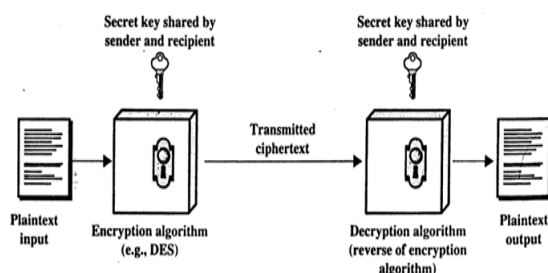 Secret key shared by
sender and recipient
Secret key shared by
sender and recipient
Transmitted
ciphertext
Plaintext
input
Encryption algorithm
(e.g., DES)
Decryption algorithm
(reverse of encryption
algorithm)
Plaintext
output